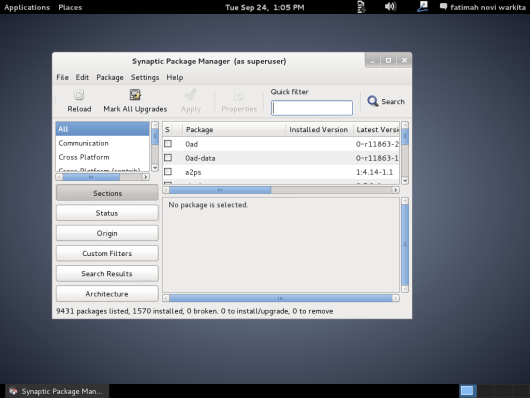 Applications Places Tue Sep 24, 1:05 PM fatimah novi warkita
Synaptic Package Manager (as superuser)
File Edit Package Settings Help
Quick filter
Reload Mark All Upgrades Apply Properties Search
All
Communication
Cross Platform
Cross Platform (contrib)
S Package Installed Version Latest Versi
0ad 0~r11863-2
0ad-data 0~r11863-1
a2ps 1:4.14-1.1
Sections
Status
Origin
Custom Filters
Search Results
Architecture
No package is selected.
9431 packages listed, 1570 installed, 0 broken. 0 to install/upgrade, 0 to remove
Synaptic Package Man...